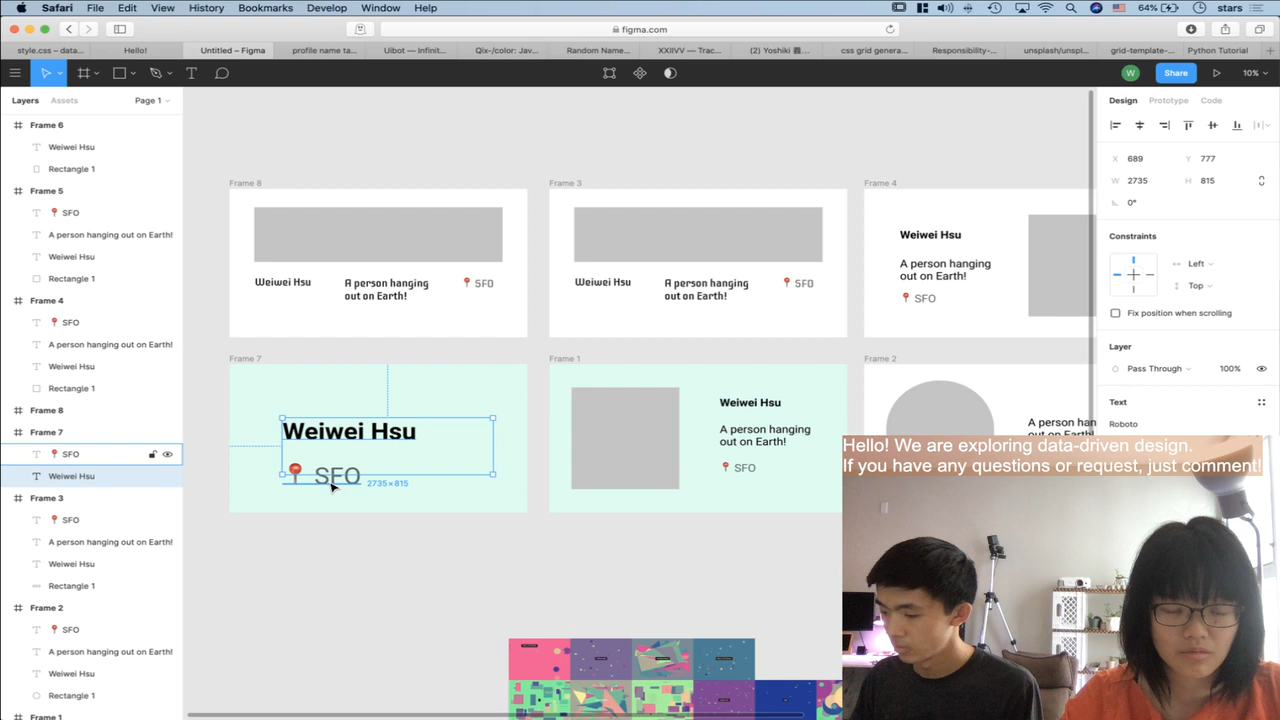 Safari File Edit View History Bookmarks Develop Window Help 64% stars
figma.com
style.css – data... Hello! Untitled – Figma profile name ta... Uibot — Infinit... Qix-/color: Jav... Random Name... XXIIVV — Trac... css grid genera... Responsibility-... unsplash/unspl... grid-template-... Python Tutorial
W Share 10%
Layers Assets Page 1
Frame 6
Weiwei Hsu
Rectangle 1
Frame 5
SFO
A person hanging out on Earth!
Weiwei Hsu
Rectangle 1
Frame 4
SFO
A person hanging out on Earth!
Weiwei Hsu
Rectangle 1
Frame 8
Frame 7
SFO
Weiwei Hsu
Frame 3
SFO
A person hanging out on Earth!
Weiwei Hsu
Rectangle 1
Frame 2
SFO
A person hanging out on Earth!
Weiwei Hsu
Rectangle 1
Frame 1
Frame 8
Weiwei Hsu
A person hanging
out on Earth!
SFO
Frame 3
Weiwei Hsu
A person hanging
out on Earth!
SFO
Frame 4
Weiwei Hsu
A person hanging
out on Earth!
SFO
Frame 7
Weiwei Hsu
SFO
2735 × 815
Frame 1
Weiwei Hsu
A person hanging
out on Earth!
SFO
Frame 2
A person han
Design Prototype Code
X 689 Y 777
W 2735 H 815
0°
Constraints
Left
Top
Fix position when scrolling
Layer
Pass Through 100%
Text
Roboto
Hello! We are exploring data-driven design.
If you have any questions or request, just comment!